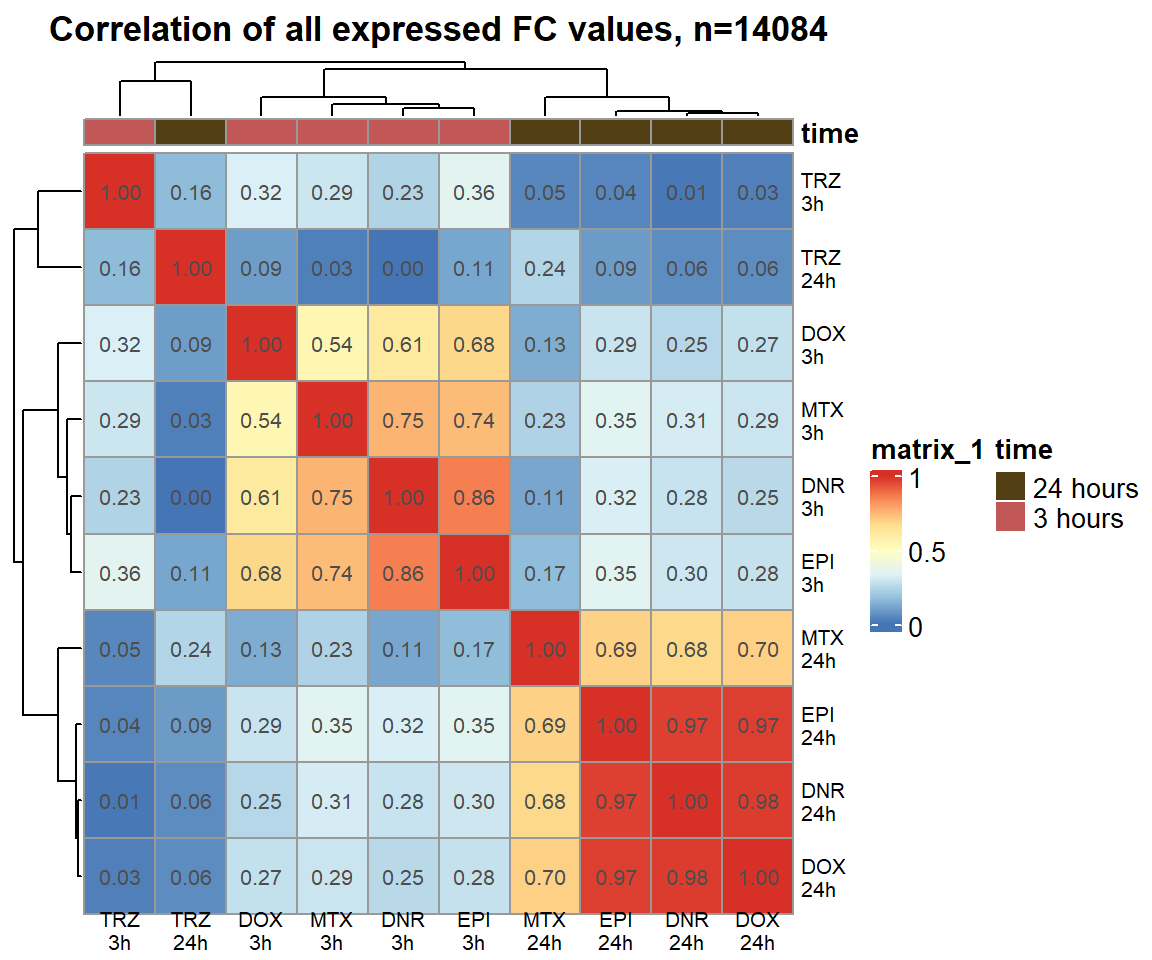 Correlation of all expressed FC values, n=14084
time
1.00 0.16 0.32 0.29 0.23 0.36 0.05 0.04 0.01 0.03
TRZ
3h
0.16 1.00 0.09 0.03 0.00 0.11 0.24 0.09 0.06 0.06
TRZ
24h
0.32 0.09 1.00 0.54 0.61 0.68 0.13 0.29 0.25 0.27
DOX
3h
0.29 0.03 0.54 1.00 0.75 0.74 0.23 0.35 0.31 0.29
MTX
3h
0.23 0.00 0.61 0.75 1.00 0.86 0.11 0.32 0.28 0.25
DNR
3h
0.36 0.11 0.68 0.74 0.86 1.00 0.17 0.35 0.30 0.28
EPI
3h
0.05 0.24 0.13 0.23 0.11 0.17 1.00 0.69 0.68 0.70
MTX
24h
0.04 0.09 0.29 0.35 0.32 0.35 0.69 1.00 0.97 0.97
EPI
24h
0.01 0.06 0.25 0.31 0.28 0.30 0.68 0.97 1.00 0.98
DNR
24h
0.03 0.06 0.27 0.29 0.25 0.28 0.70 0.97 0.98 1.00
DOX
24h
TRZ TRZ DOX MTX DNR EPI MTX EPI DNR DOX
3h 24h 3h 3h 3h 3h 24h 24h 24h 24h
matrix_1
1
0.5
0
time
24 hours
3 hours